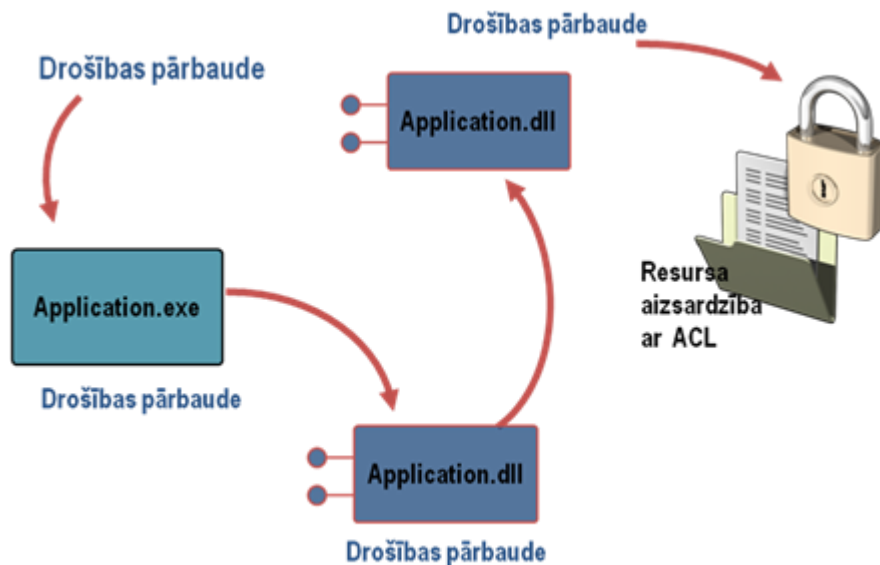 Drošības pārbaude
Drošības pārbaude
Application.dll
Application.exe
Resursa
aizsardzība
ar ACL
Drošības pārbaude
Application.dll
Drošības pārbaude